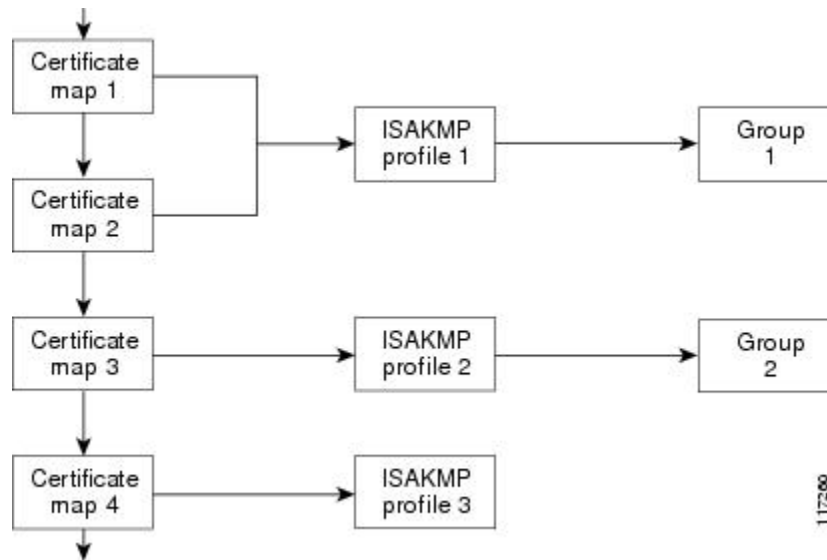 Certificate
map 1
ISAKMP
profile 1
Group
1
Certificate
map 2
Certificate
map 3
ISAKMP
profile 2
Group
2
Certificate
map 4
ISAKMP
profile 3
117269